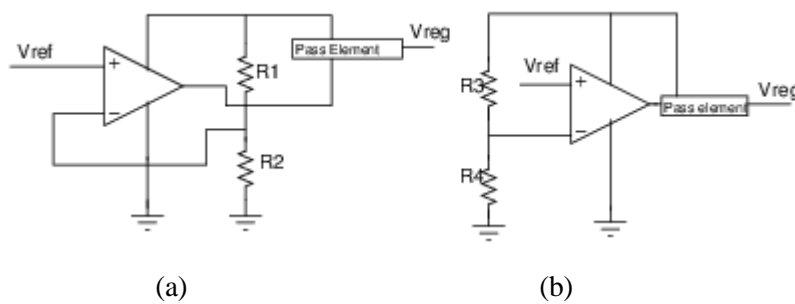 Vref
+
−
R1
R2
Pass Element
Vreg
R3
R4
Vref
+
−
Pass element
Vreg
(a)
(b)